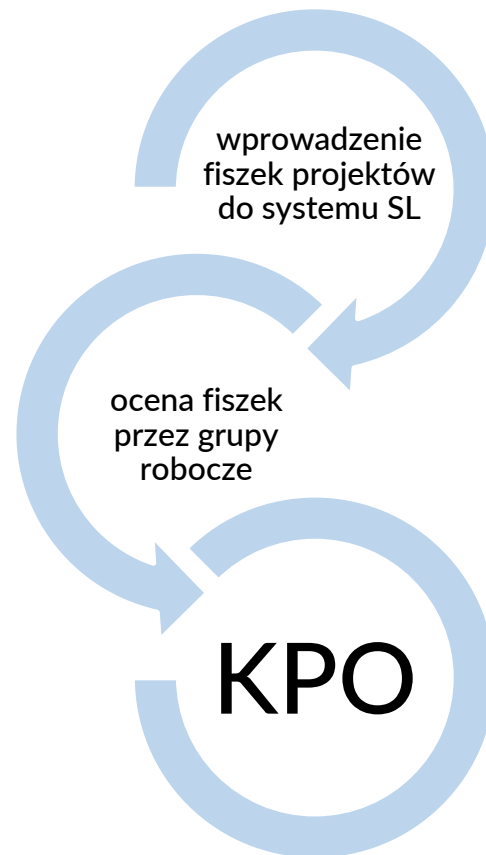 wprowadzenie
fiszek projektów
do systemu SL
ocena fiszek
przez grupy
robocze
KPO